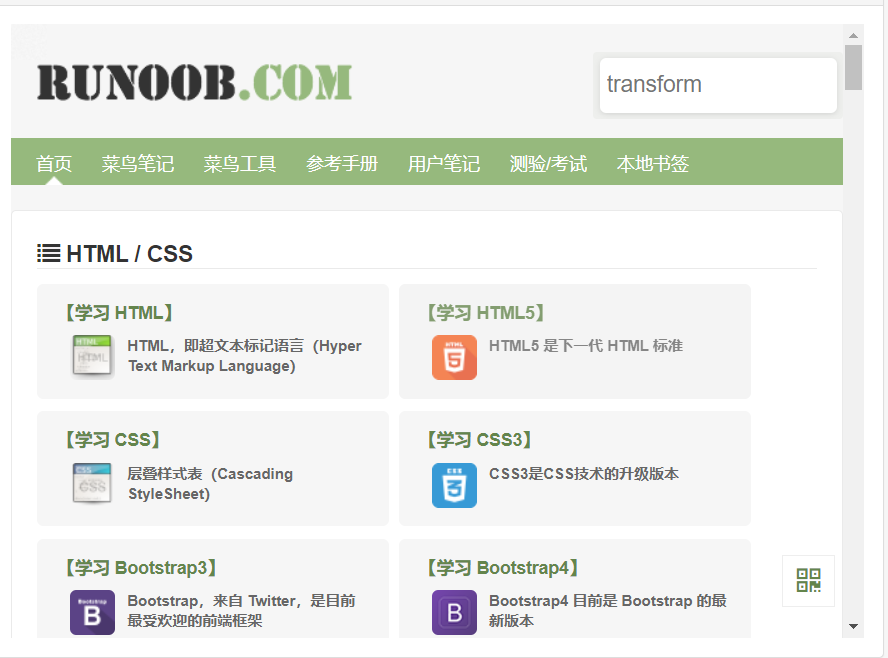 RUNOOB.COM
transform
首页 菜鸟笔记 菜鸟工具 参考手册 用户笔记 测验/考试 本地书签
HTML / CSS
【学习 HTML】
HTML
HTML
HTML，即超文本标记语言（Hyper
Text Markup Language）
【学习 HTML5】
HTML
5
HTML5 是下一代 HTML 标准
【学习 CSS】
CSS
CSS
层叠样式表（Cascading
StyleSheet）
【学习 CSS3】
CSS
3
CSS3是CSS技术的升级版本
【学习 Bootstrap3】
Bootstrap
B
Bootstrap，来自 Twitter，是目前
最受欢迎的前端框架
【学习 Bootstrap4】
B
Bootstrap4 目前是 Bootstrap 的最
新版本